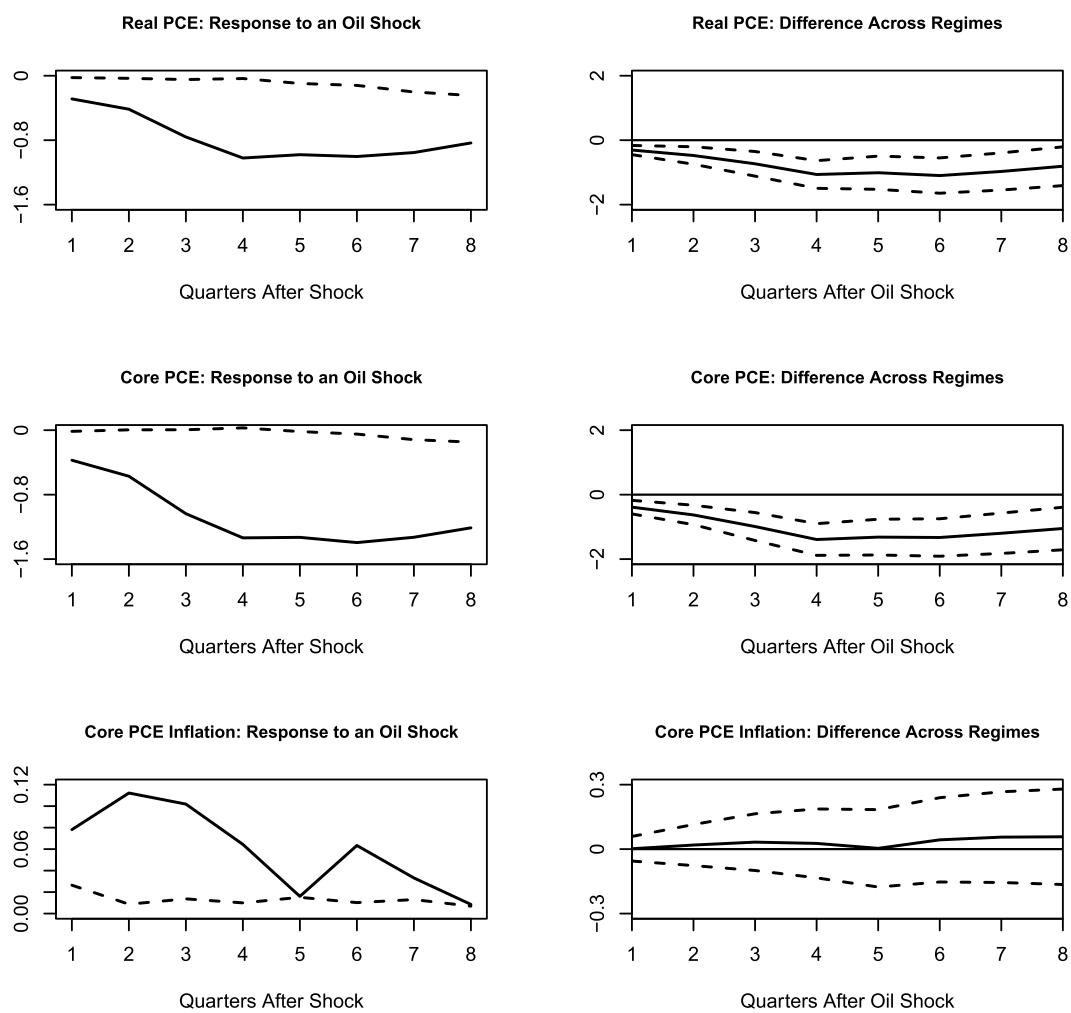 Real PCE: Response to an Oil Shock
0
−0.8
−1.6
1 2 3 4 5 6 7 8
Quarters After Shock
Real PCE: Difference Across Regimes
2
0
−2
1 2 3 4 5 6 7 8
Quarters After Oil Shock
Core PCE: Response to an Oil Shock
0
−0.8
−1.6
1 2 3 4 5 6 7 8
Quarters After Shock
Core PCE: Difference Across Regimes
2
0
−2
1 2 3 4 5 6 7 8
Quarters After Oil Shock
Core PCE Inflation: Response to an Oil Shock
0.12
0.06
0.00
1 2 3 4 5 6 7 8
Quarters After Shock
Core PCE Inflation: Difference Across Regimes
0.3
0
−0.3
1 2 3 4 5 6 7 8
Quarters After Oil Shock